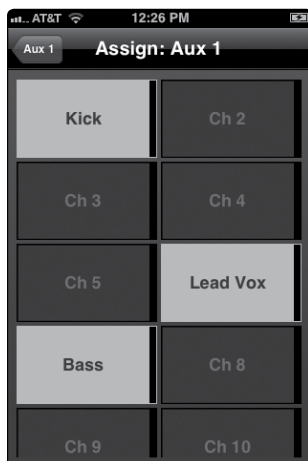 AT&T 12:26 PM
Aux 1 Assign: Aux 1
Kick Ch 2
Ch 3 Ch 4
Ch 5 Lead Vox
Bass Ch 8
Ch 9 Ch 10